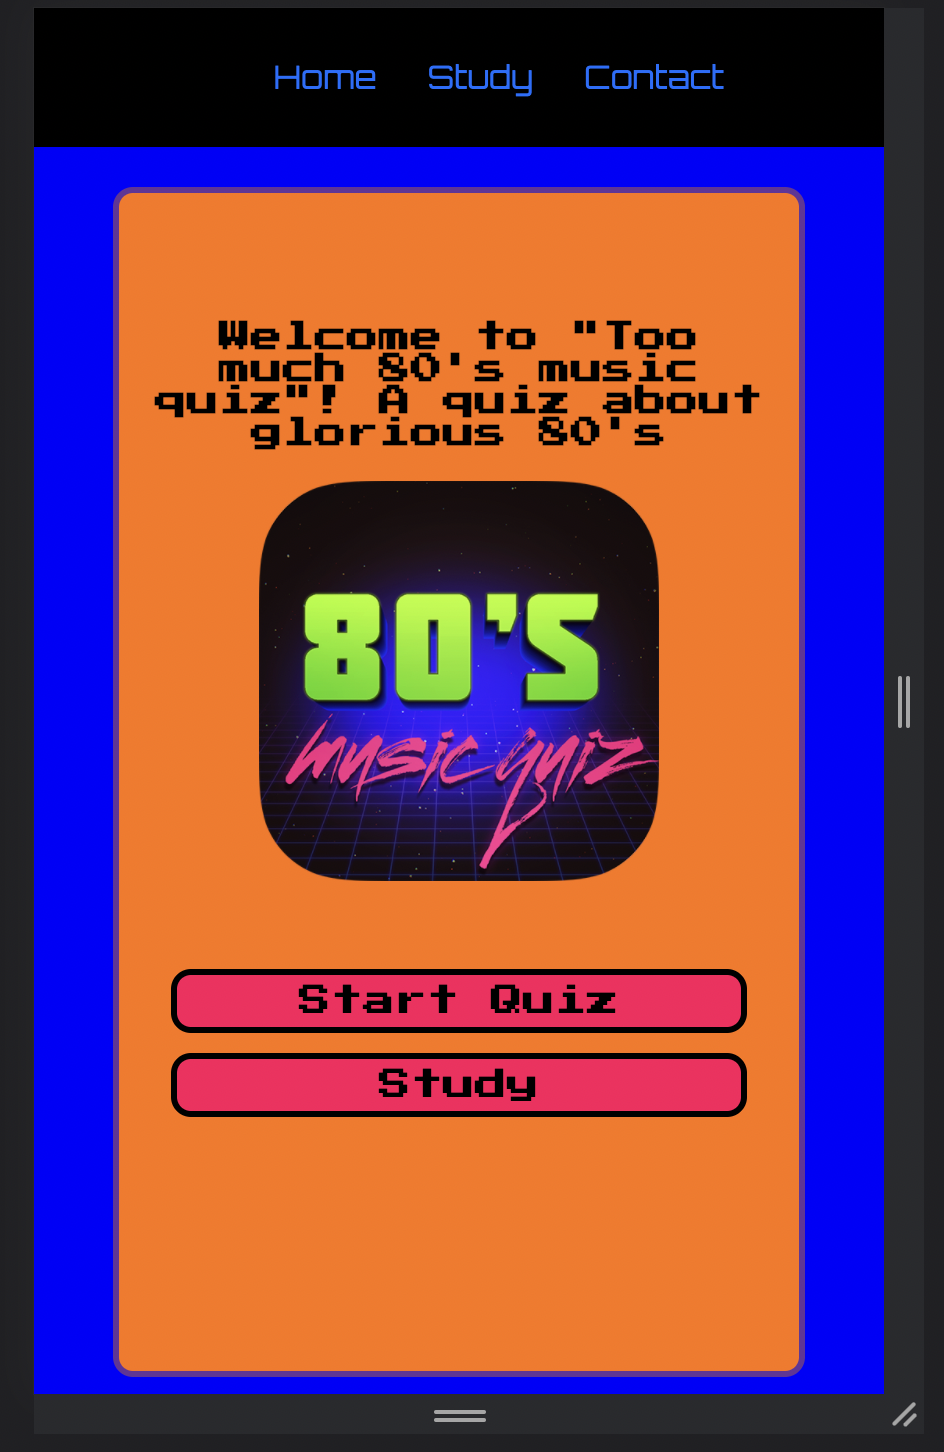 Home Study Contact
Welcome to "Too
much 80's music
quiz"! A quiz about
glorious 80's
80'S
music quiz
Start Quiz
Study